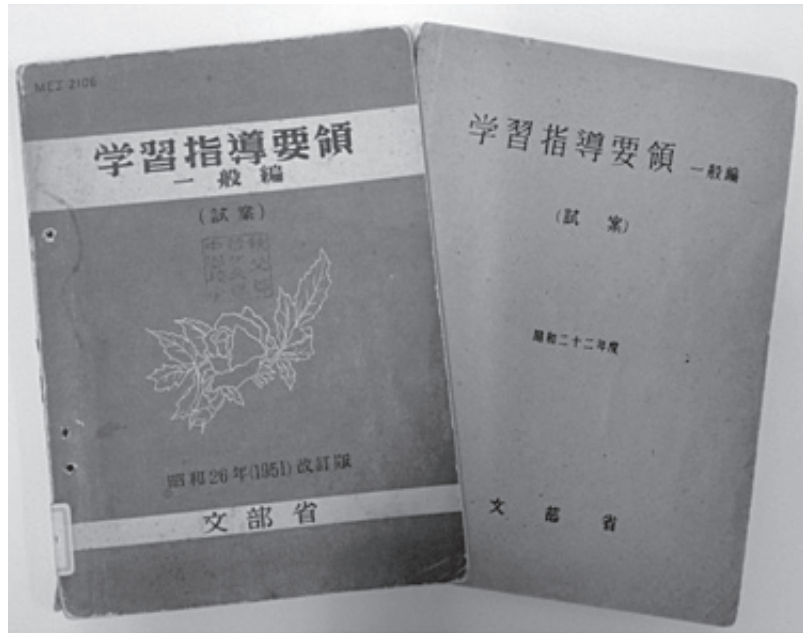 MEJ 2106
学習指導要領
一般編
(試案)
昭和26年(1951)改訂版
文部省
学習指導要領 一般編
(試案)
昭和二十二年度
文部省